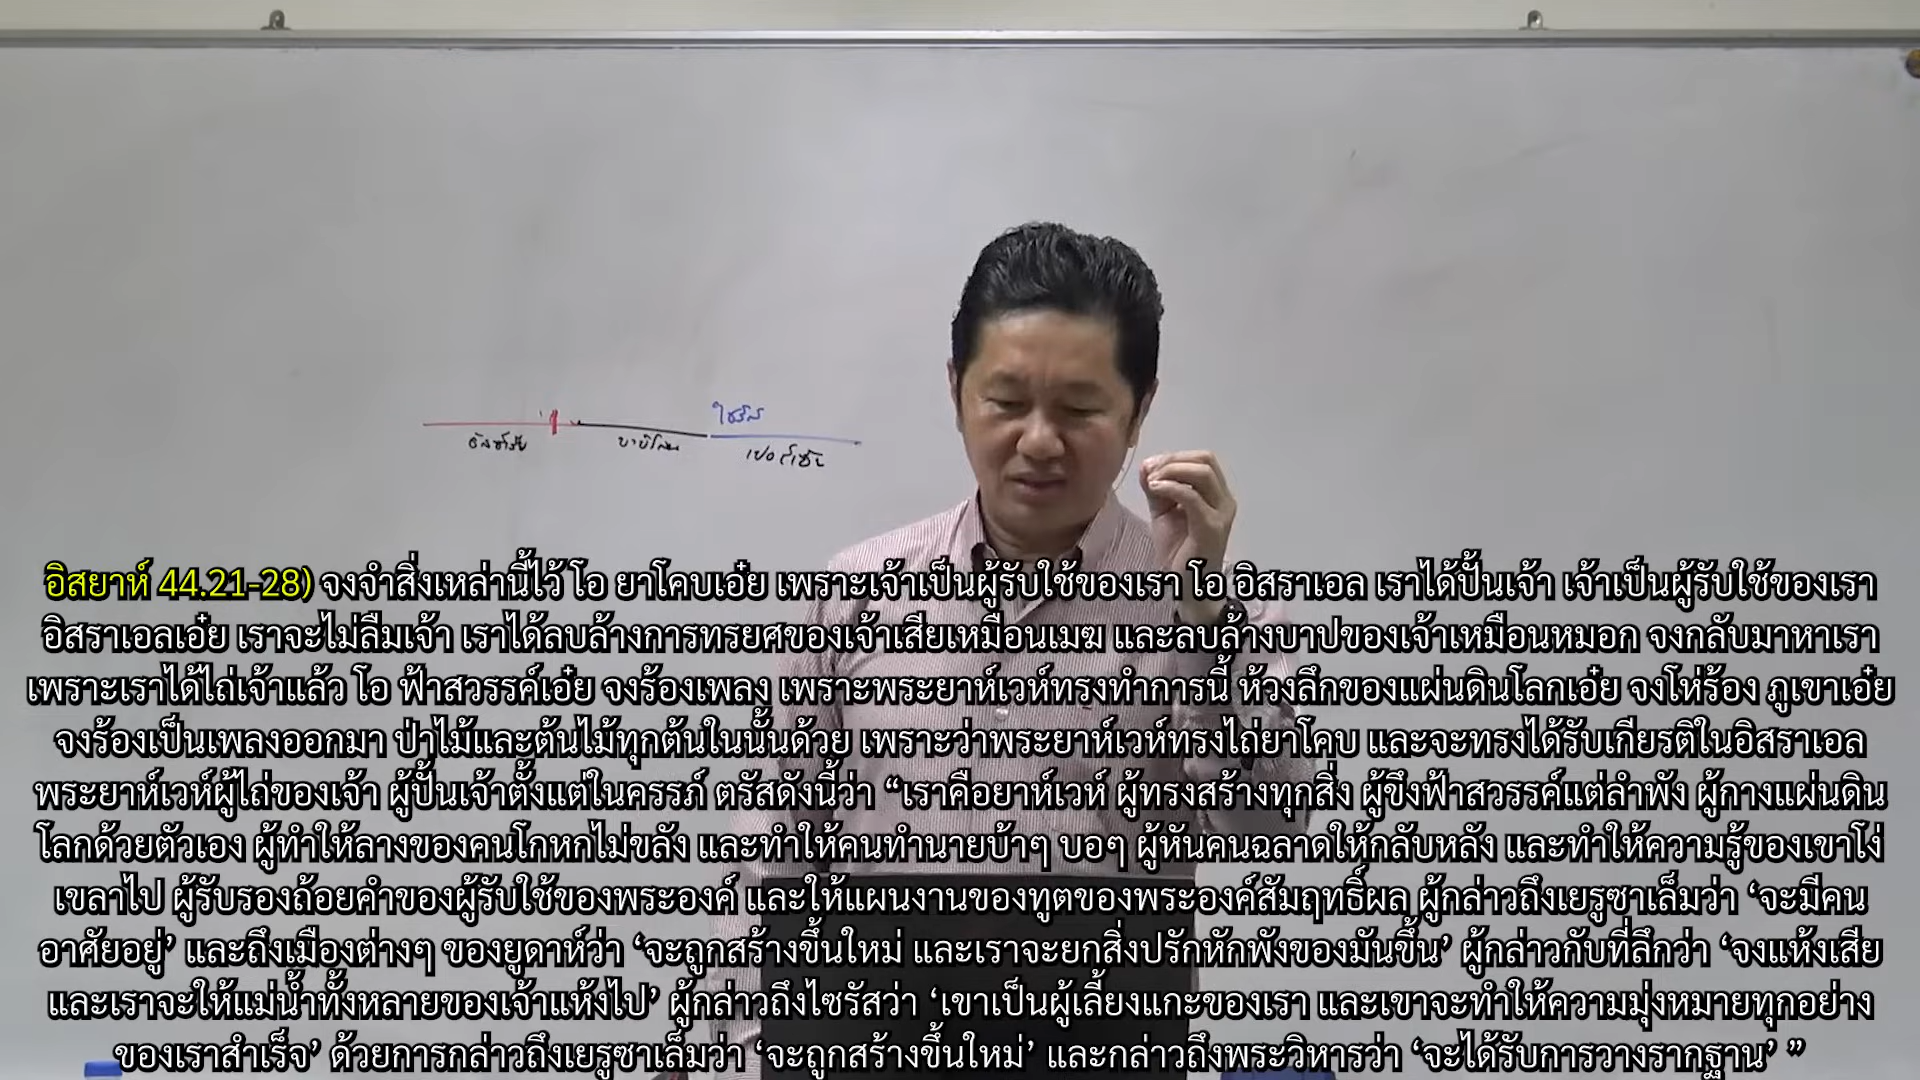 ไซรัส
อัสซีเรีย
บาบิโลน
เปอร์เซีย
อิสยาห์ 44.21-28) จงจำสิ่งเหล่านี้ไว้ โอ ยาโคบเอ๋ย เพราะเจ้าเป็นผู้รับใช้ของเรา โอ อิสราเอล เราได้ปั้นเจ้า เจ้าเป็นผู้รับใช้ของเรา
อิสราเอลเอ๋ย เราจะไม่ลืมเจ้า เราได้ลบล้างการทรยศของเจ้าเสียเหมือนเมฆ และลบล้างบาปของเจ้าเหมือนหมอก จงกลับมาหาเรา
เพราะเราได้ไถ่เจ้าแล้ว โอ ฟ้าสวรรค์เอ๋ย จงร้องเพลง เพราะพระยาห์เวห์ทรงทำการนี้ ห้วงลึกของแผ่นดินโลกเอ๋ย จงโห่ร้อง ภูเขาเอ๋ย
จงร้องเป็นเพลงออกมา ป่าไม้และต้นไม้ทุกต้นในนั้นด้วย เพราะว่าพระยาห์เวห์ทรงไถ่ยาโคบ และจะทรงได้รับเกียรติในอิสราเอล
พระยาห์เวห์ผู้ไถ่ของเจ้า ผู้ปั้นเจ้าตั้งแต่ในครรภ์ ตรัสดังนี้ว่า “เราคือยาห์เวห์ ผู้ทรงสร้างทุกสิ่ง ผู้ขึงฟ้าสวรรค์แต่ลำพัง ผู้กางแผ่นดิน
โลกด้วยตัวเอง ผู้ทำให้ลางของคนโกหกไม่ขลัง และทำให้คนทำนายบ้าๆ บอๆ ผู้หันคนฉลาดให้กลับหลัง และทำให้ความรู้ของเขาโง่
เขลาไป ผู้รับรองถ้อยคำของผู้รับใช้ของพระองค์ และให้แผนงานของทูตของพระองค์สัมฤทธิ์ผล ผู้กล่าวถึงเยรูซาเล็มว่า ‘จะมีคน
อาศัยอยู่’ และถึงเมืองต่างๆ ของยูดาห์ว่า ‘จะถูกสร้างขึ้นใหม่ และเราจะยกสิ่งปรักหักพังของมันขึ้น’ ผู้กล่าวกับที่ลึกว่า ‘จงแห้งเสีย
และเราจะให้แม่น้ำทั้งหลายของเจ้าแห้งไป’ ผู้กล่าวถึงไซรัสว่า ‘เขาเป็นผู้เลี้ยงแกะของเรา และเขาจะทำให้ความมุ่งหมายทุกอย่าง
ของเราสำเร็จ’ ด้วยการกล่าวถึงเยรูซาเล็มว่า ‘จะถูกสร้างขึ้นใหม่’ และกล่าวถึงพระวิหารว่า ‘จะได้รับการวางรากฐาน’ ”